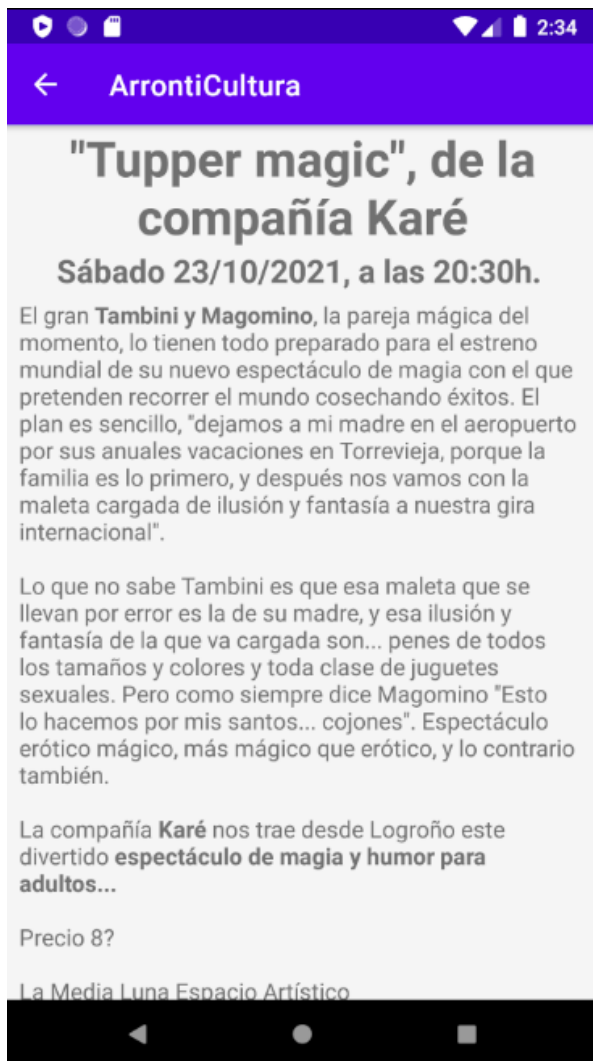 2:34
ArrontiCultura
"Tupper magic", de la
compañía Karé
Sábado 23/10/2021, a las 20:30h.
El gran Tambini y Magomino, la pareja mágica del
momento, lo tienen todo preparado para el estreno
mundial de su nuevo espectáculo de magia con el que
pretenden recorrer el mundo cosechando éxitos. El
plan es sencillo, "dejamos a mi madre en el aeropuerto
por sus anuales vacaciones en Torrevieja, porque la
familia es lo primero, y después nos vamos con la
maleta cargada de ilusión y fantasía a nuestra gira
internacional".
Lo que no sabe Tambini es que esa maleta que se
llevan por error es la de su madre, y esa ilusión y
fantasía de la que va cargada son... penes de todos
los tamaños y colores y toda clase de juguetes
sexuales. Pero como siempre dice Magomino "Esto
lo hacemos por mis santos... cojones". Espectáculo
erótico mágico, más mágico que erótico, y lo contrario
también.
La compañía Karé nos trae desde Logroño este
divertido espectáculo de magia y humor para
adultos...
Precio 8?
La Media Luna Espacio Artístico